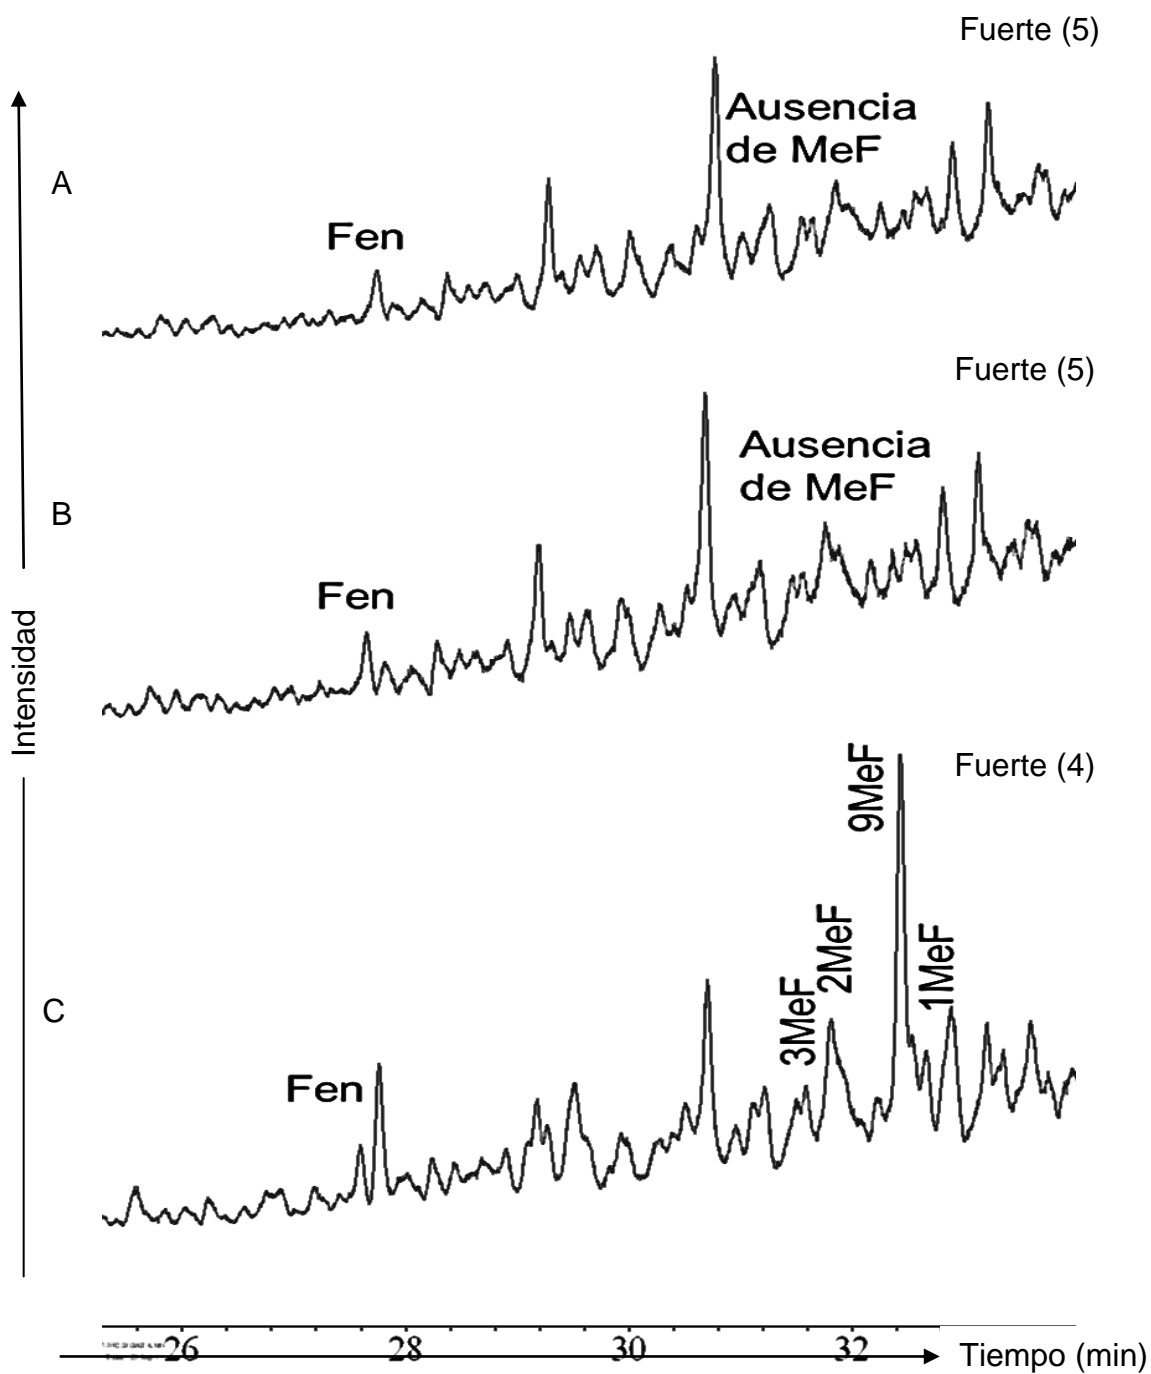 Fuerte (5)
Ausencia
de MeF
A
Fen
Fuerte (5)
Ausencia
de MeF
B
Fen
Intensidad
Fuerte (4)
9MeF
2MeF
1MeF
3MeF
C
Fen
26 28 30 32
Tiempo (min)